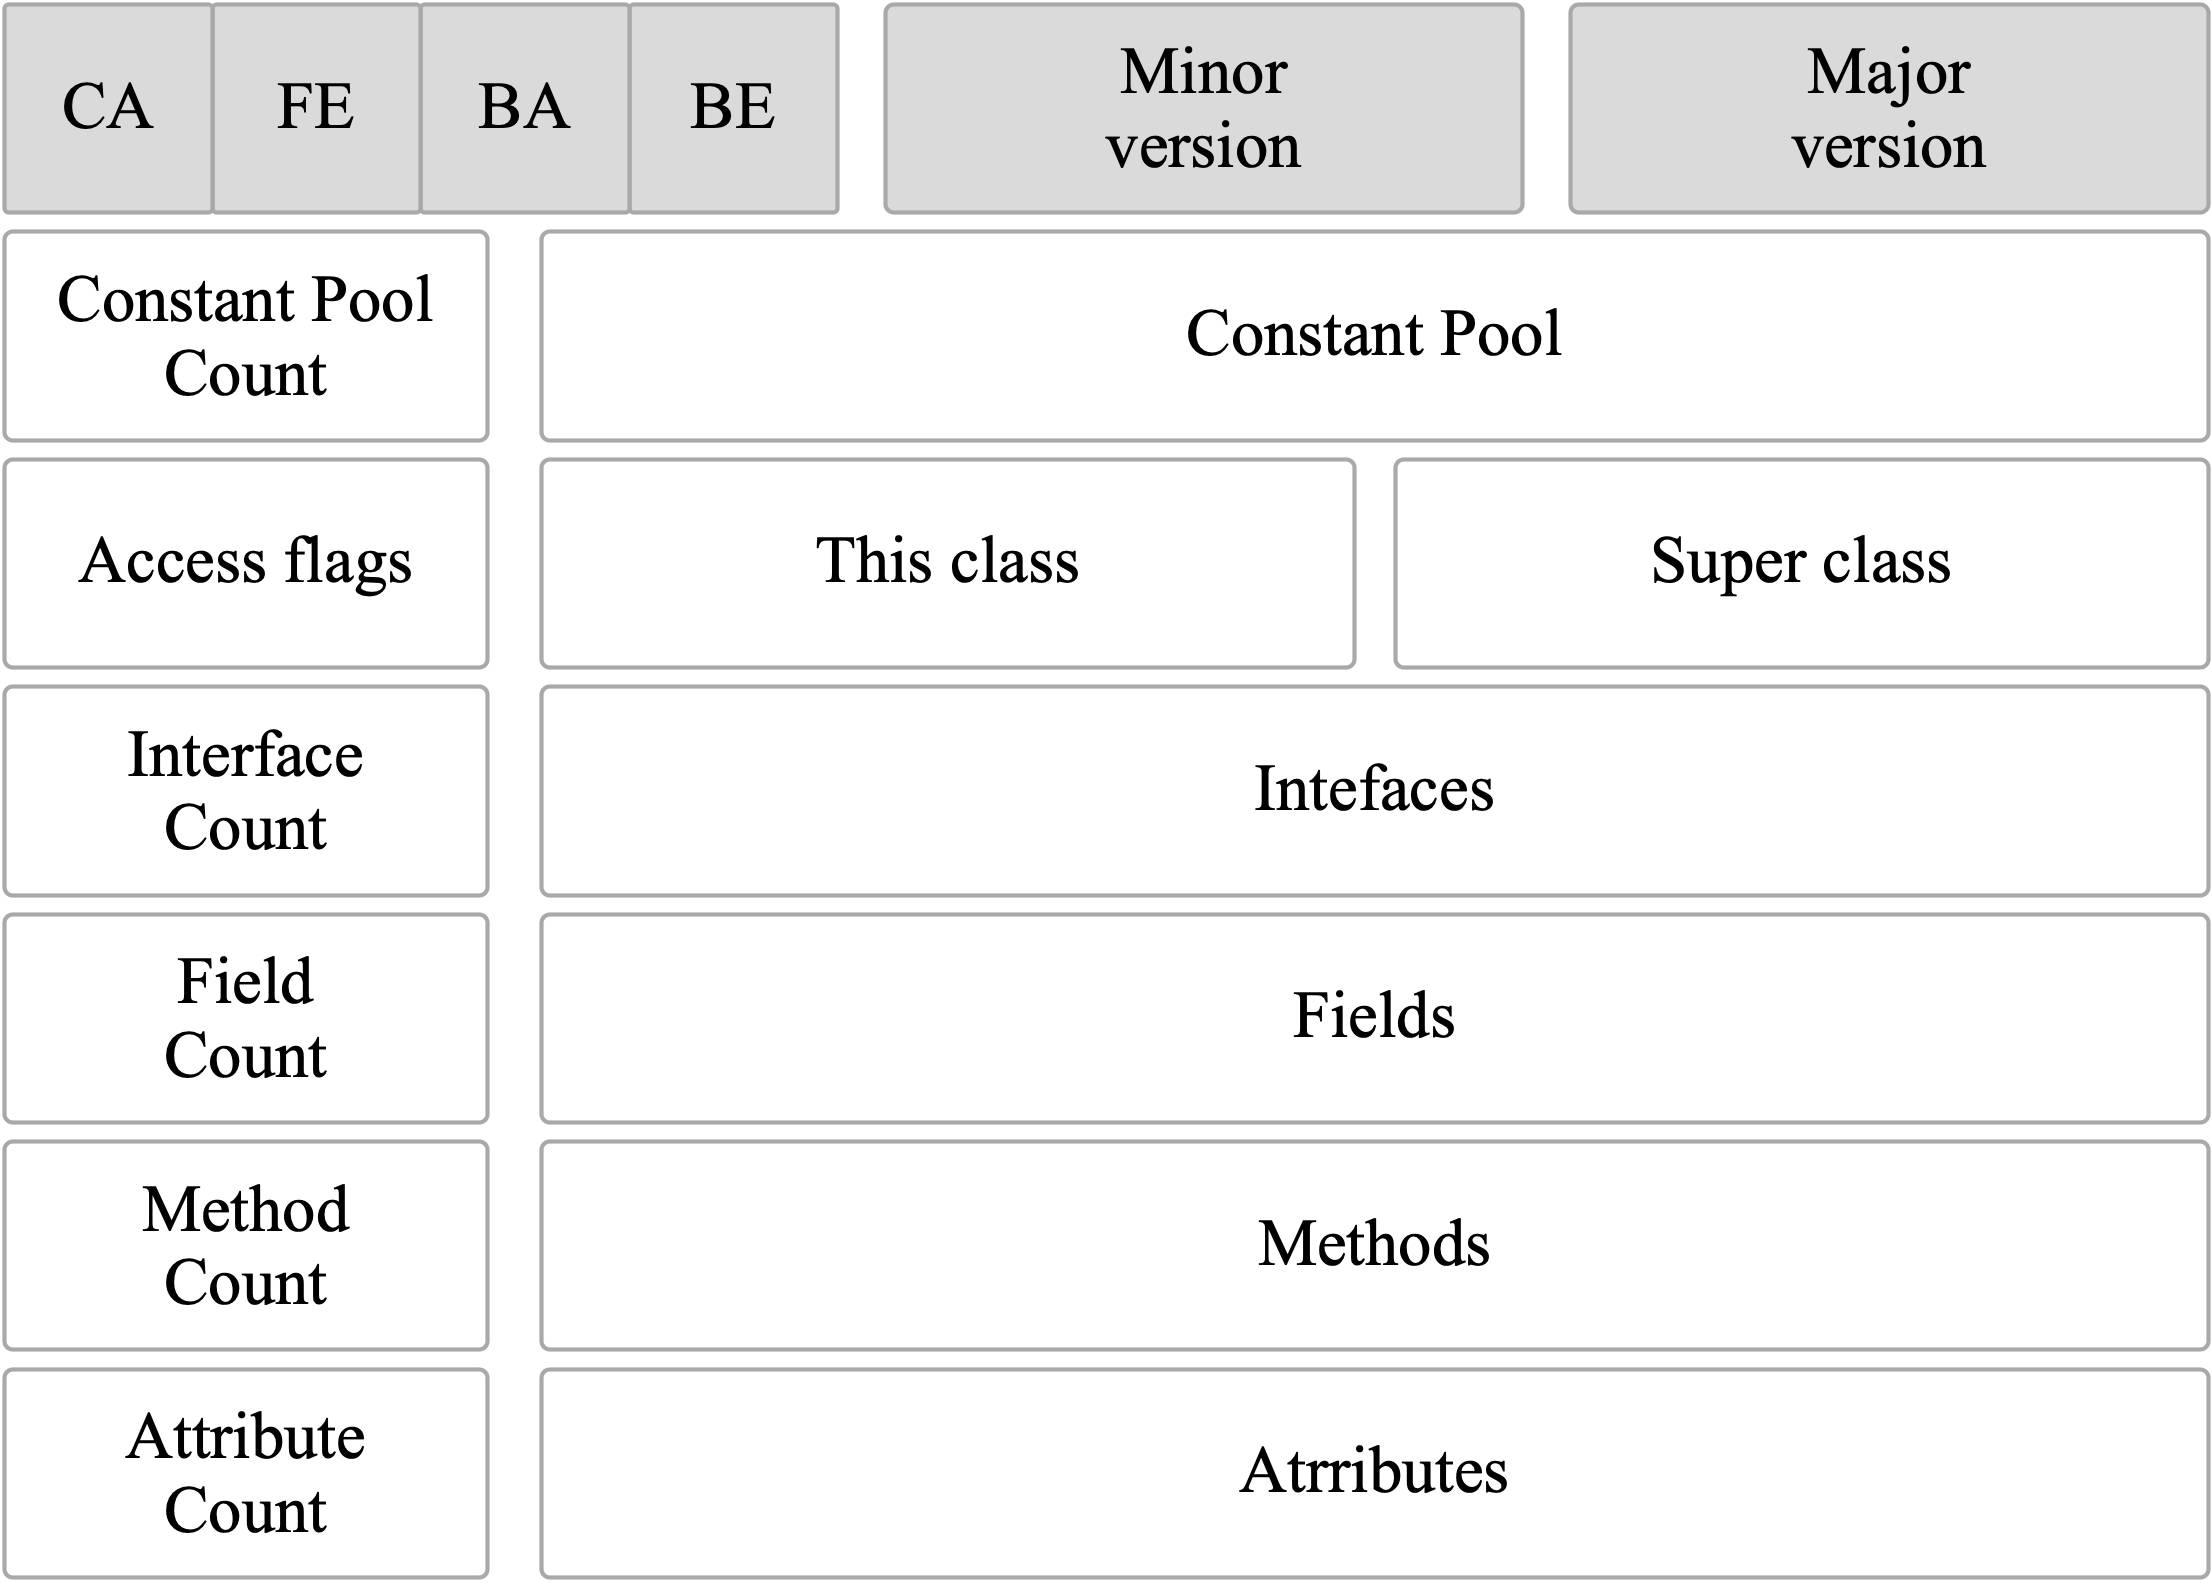 CA FE BA BE
Minor
version
Major
version
Constant Pool
Count
Constant Pool
Access flags
This class
Super class
Interface
Count
Intefaces
Field
Count
Fields
Method
Count
Methods
Attribute
Count
Atrributes